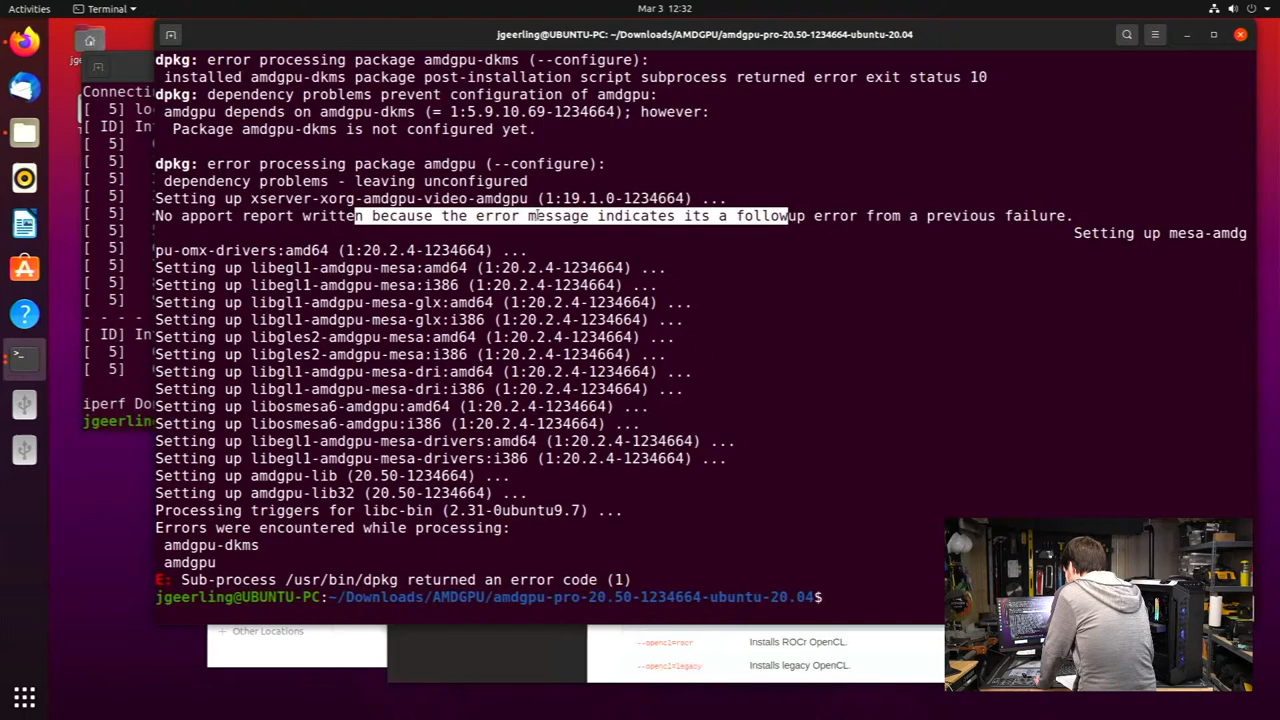 Activities
Terminal
Mar 3 12:32
jgeerling@UBUNTU-PC: ~/Downloads/AMDGPU/amdgpu-pro-20.50-1234664-ubuntu-20.04
dpkg: error processing package amdgpu-dkms (--configure):
installed amdgpu-dkms package post-installation script subprocess returned error exit status 10
dpkg: dependency problems prevent configuration of amdgpu:
amdgpu depends on amdgpu-dkms (= 1:5.9.10.69-1234664); however:
Package amdgpu-dkms is not configured yet.
dpkg: error processing package amdgpu (--configure):
dependency problems - leaving unconfigured
Setting up xserver-xorg-amdgpu-video-amdgpu (1:19.1.0-1234664) ...
No apport report written because the error message indicates its a followup error from a previous failure.
Setting up mesa-amdg
pu-omx-drivers:amd64 (1:20.2.4-1234664) ...
Setting up libegl1-amdgpu-mesa:amd64 (1:20.2.4-1234664) ...
Setting up libegl1-amdgpu-mesa:i386 (1:20.2.4-1234664) ...
Setting up libgl1-amdgpu-mesa-glx:amd64 (1:20.2.4-1234664) ...
Setting up libgl1-amdgpu-mesa-glx:i386 (1:20.2.4-1234664) ...
Setting up libgles2-amdgpu-mesa:amd64 (1:20.2.4-1234664) ...
Setting up libgles2-amdgpu-mesa:i386 (1:20.2.4-1234664) ...
Setting up libgl1-amdgpu-mesa-dri:amd64 (1:20.2.4-1234664) ...
Setting up libgl1-amdgpu-mesa-dri:i386 (1:20.2.4-1234664) ...
Setting up libosmesa6-amdgpu:amd64 (1:20.2.4-1234664) ...
Setting up libosmesa6-amdgpu:i386 (1:20.2.4-1234664) ...
Setting up libegl1-amdgpu-mesa-drivers:amd64 (1:20.2.4-1234664) ...
Setting up libegl1-amdgpu-mesa-drivers:i386 (1:20.2.4-1234664) ...
Setting up amdgpu-lib (20.50-1234664) ...
Setting up amdgpu-lib32 (20.50-1234664) ...
Processing triggers for libc-bin (2.31-0ubuntu9.7) ...
Errors were encountered while processing:
amdgpu-dkms
amdgpu
E: Sub-process /usr/bin/dpkg returned an error code (1)
jgeerling@UBUNTU-PC:~/Downloads/AMDGPU/amdgpu-pro-20.50-1234664-ubuntu-20.04$
Connectin
[ 5] lo
[ ID] In
[ 5]
[ 5]
[ 5]
[ 5]
[ 5]
[ 5]
[ 5]
[ 5]
[ 5]
[ 5]
- - - -
[ ID] In
[ 5]
[ 5]
iperf Do
jgeerlin
+ Other Locations
--opencl=rocr Installs ROCr OpenCL.
--opencl=legacy Installs legacy OpenCL.